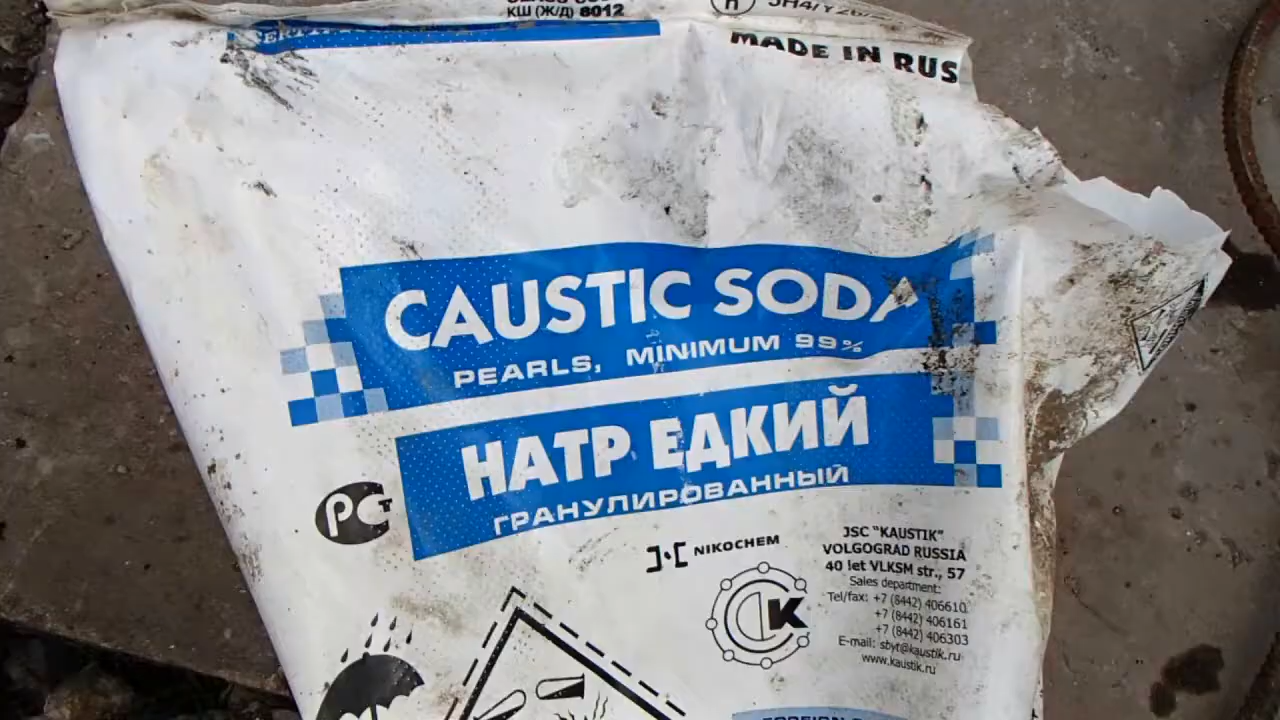 КШ (Ж/Д) 8012
MADE IN RUS
CAUSTIC SODA
PEARLS, MINIMUM 99%
НАТР ЕДКИЙ
ГРАНУЛИРОВАННЫЙ
РСТ
NIKOCHEM
JSC "KAUSTIK"
VOLGOGRAD RUSSIA
40 let VLKSM str., 57
Sales department:
Tel/fax: +7 (8442) 406610
+7 (8442) 406161
+7 (8442) 406303
E-mail: sbyt@kaustik.ru
www.kaustik.ru
K